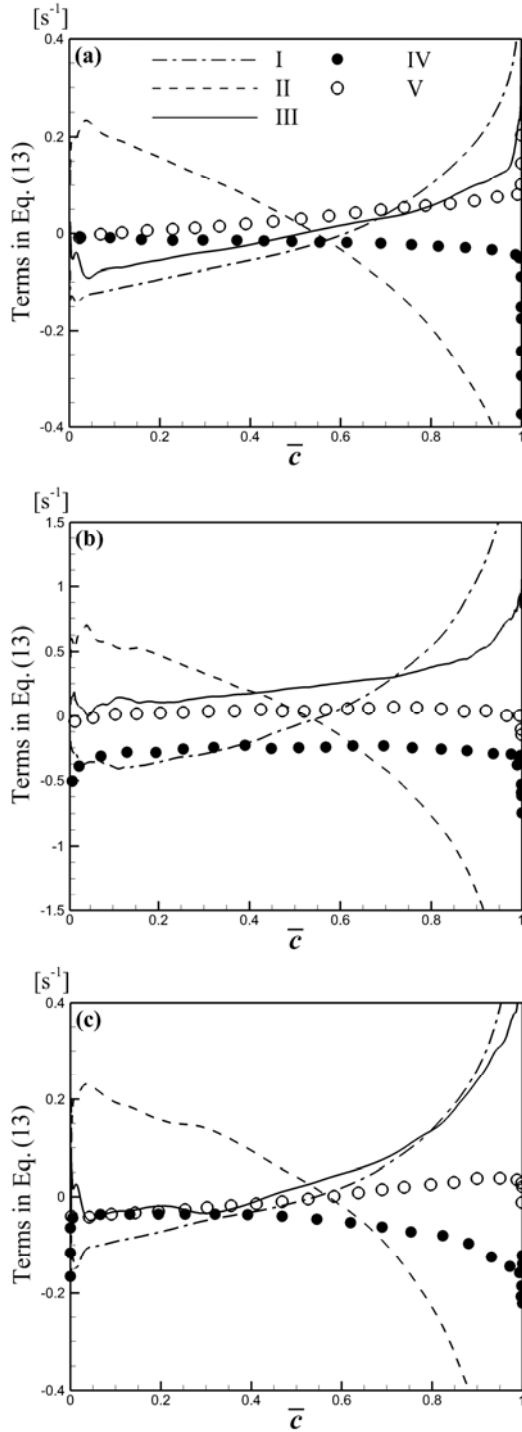 [s⁻¹]
0.4
(a)
I
IV
II
V
III
0.2
0
-0.2
-0.4
Terms in Eq. (13)
0 0.2 0.4 0.6 0.8 1
c̅
[s⁻¹]
1.5
(b)
1
0.5
0
-0.5
-1
-1.5
Terms in Eq. (13)
0 0.2 0.4 0.6 0.8 1
c̅
[s⁻¹]
0.4
(c)
0.2
0
-0.2
-0.4
Terms in Eq. (13)
0 0.2 0.4 0.6 0.8 1
c̅